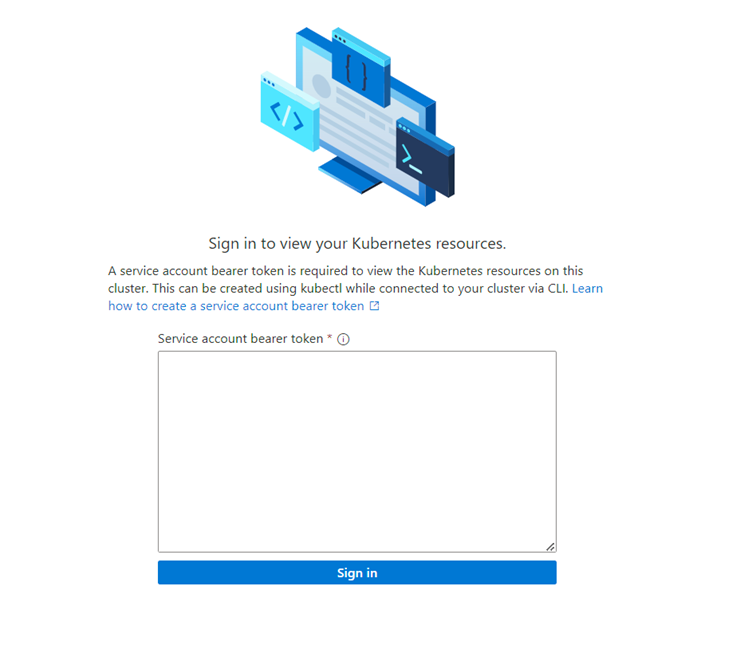 { }
</>
>_
Sign in to view your Kubernetes resources.
A service account bearer token is required to view the Kubernetes resources on this
cluster. This can be created using kubectl while connected to your cluster via CLI. Learn
how to create a service account bearer token
Service account bearer token *
Sign in